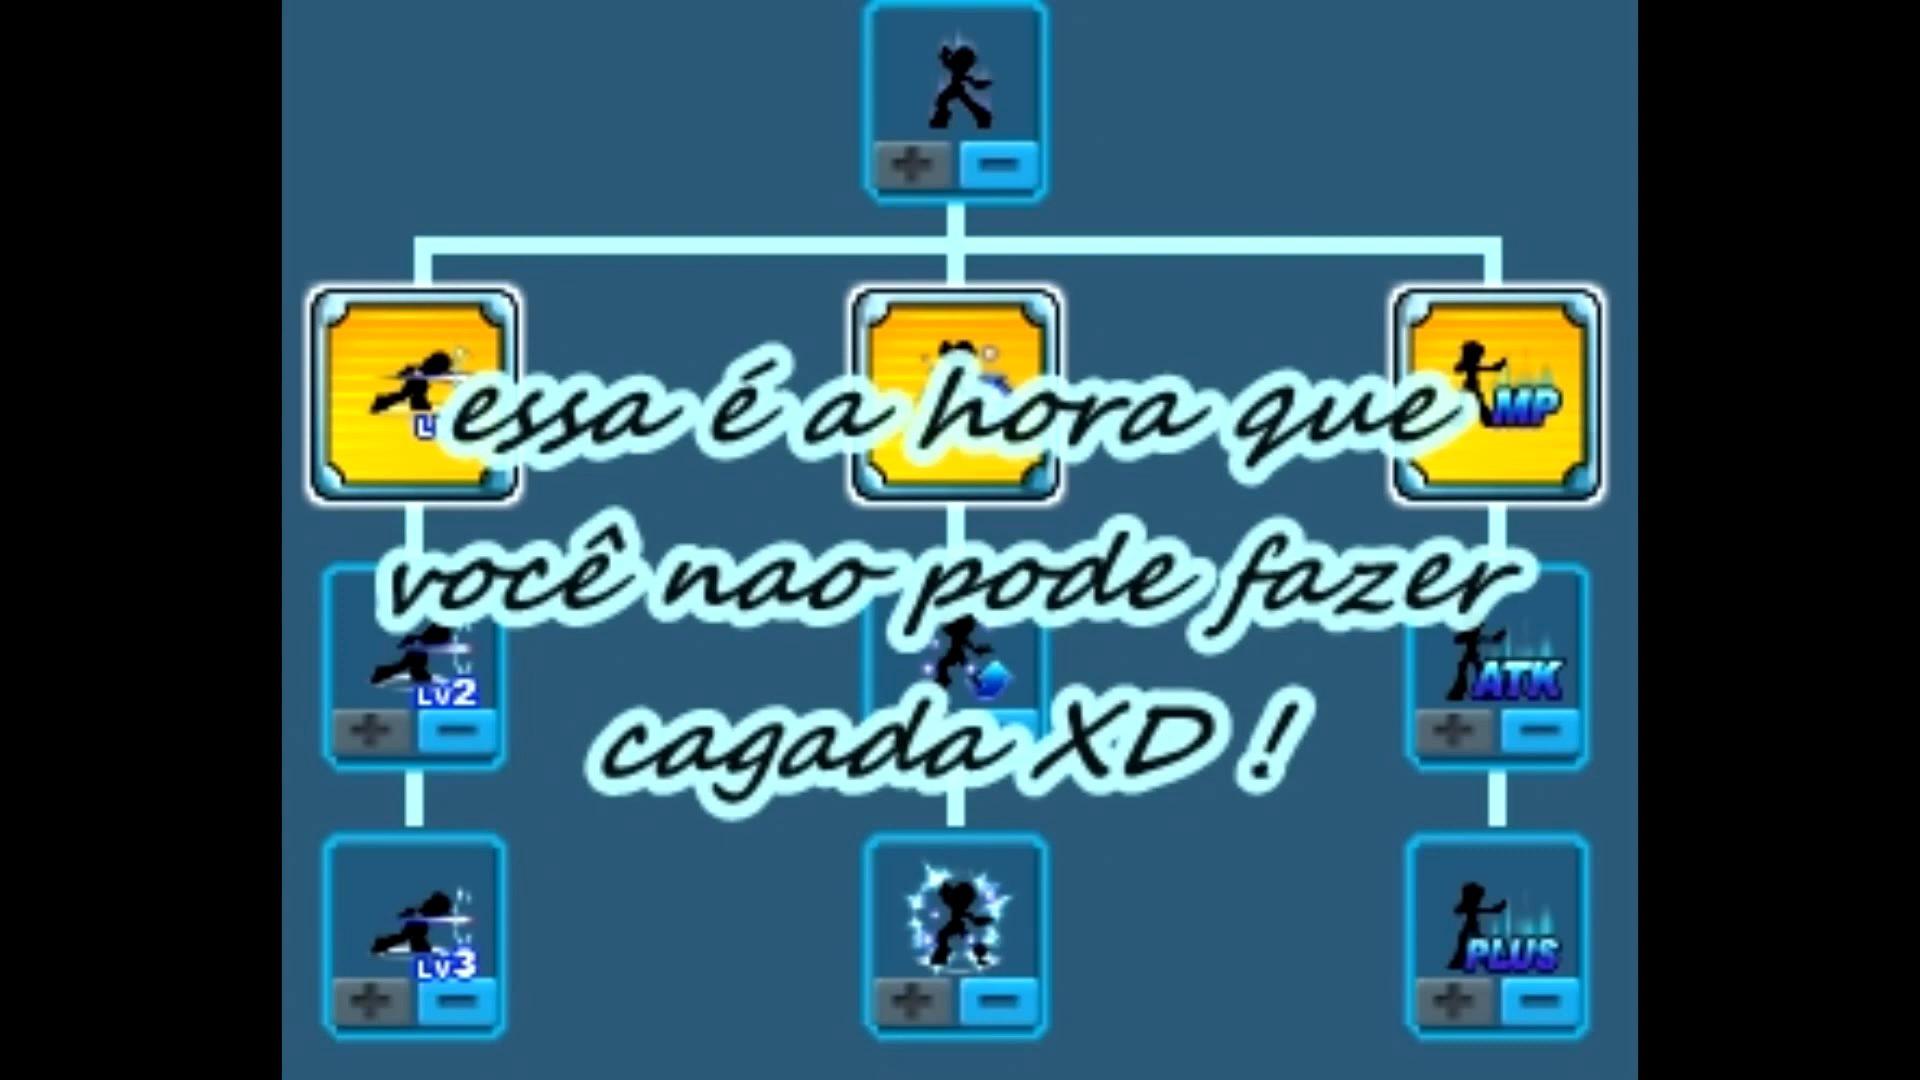 essa é a hora que
MP
você nao pode fazer
LV2
ATK
cagada XD !
LV3
PLUS